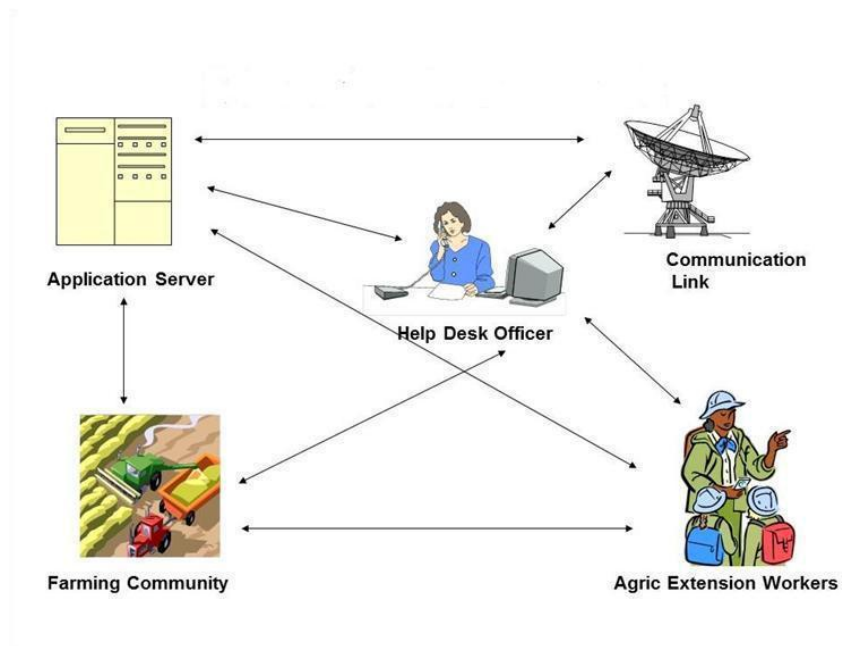 Application Server
Communication
Link
Help Desk Officer
Farming Community
Agric Extension Workers